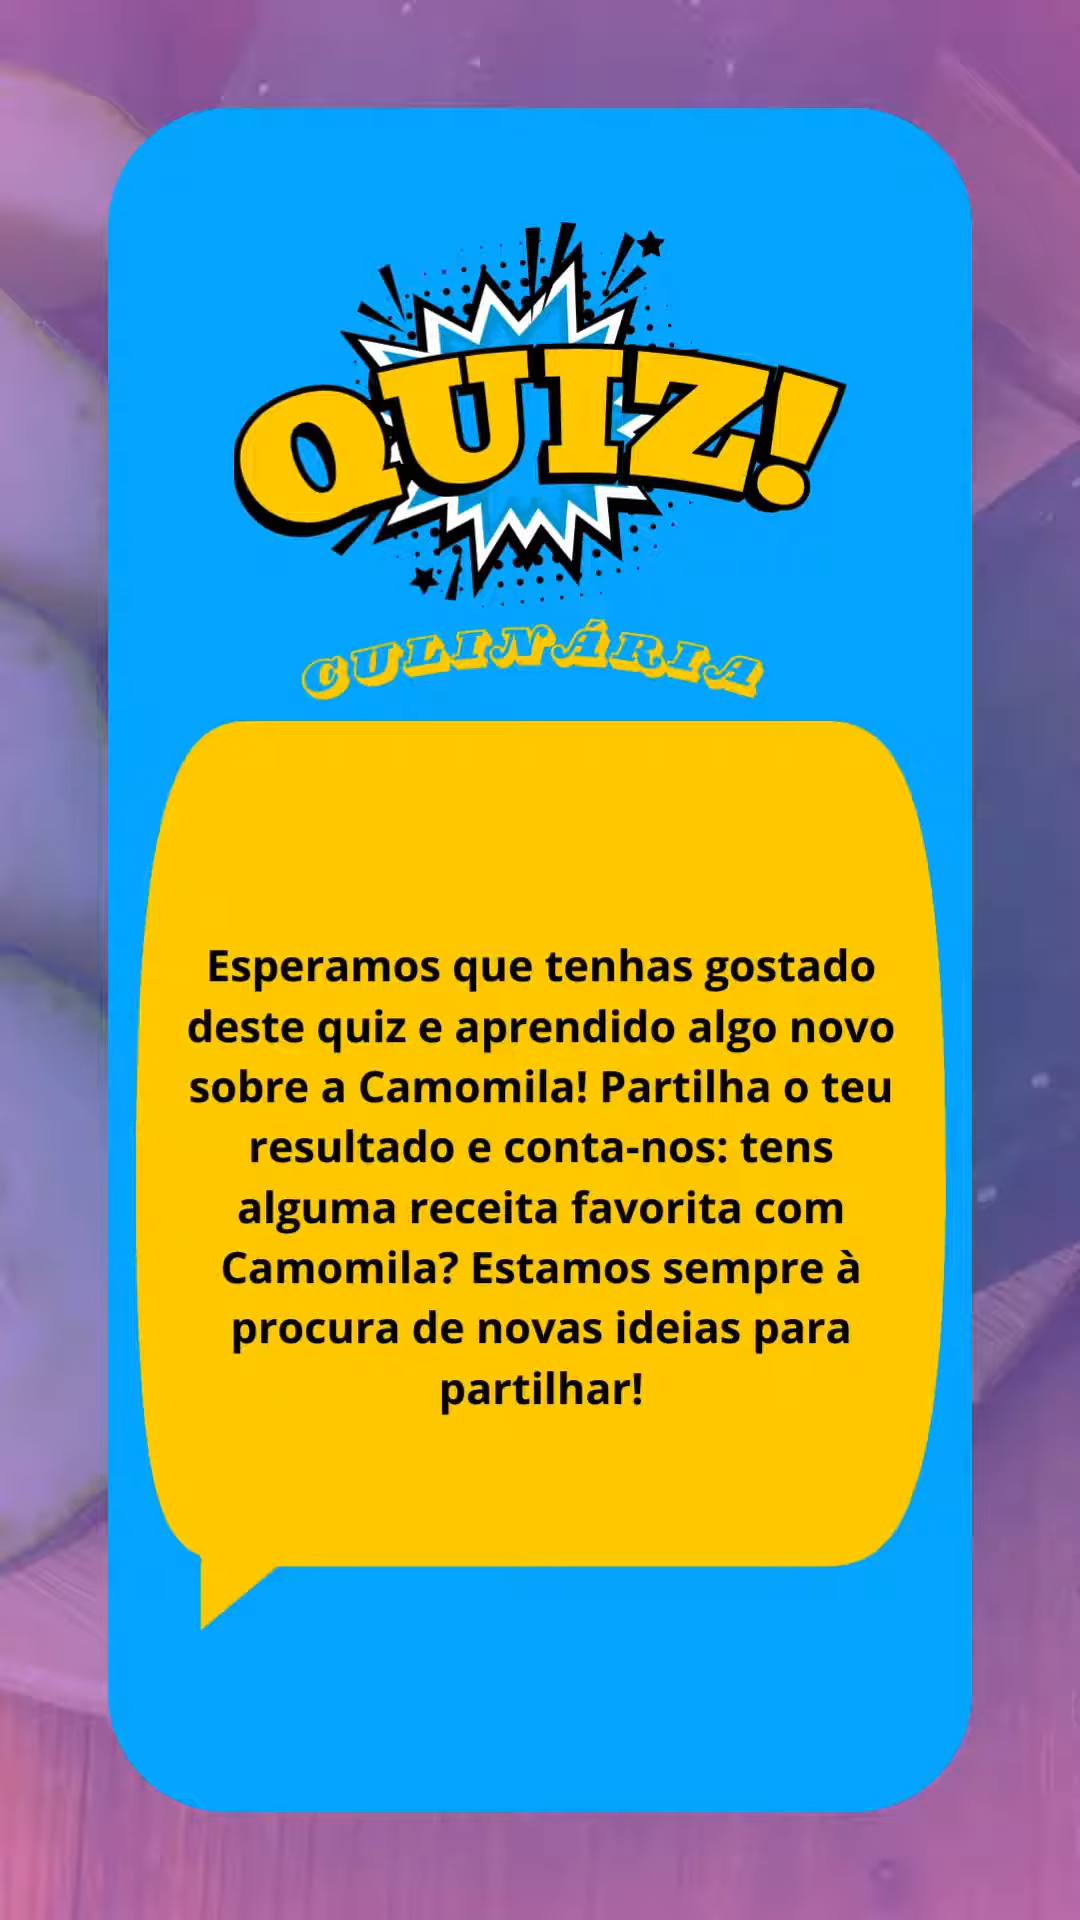 QUIZ!
CULINÁRIA
Esperamos que tenhas gostado
deste quiz e aprendido algo novo
sobre a Camomila! Partilha o teu
resultado e conta-nos: tens
alguma receita favorita com
Camomila? Estamos sempre à
procura de novas ideias para
partilhar!